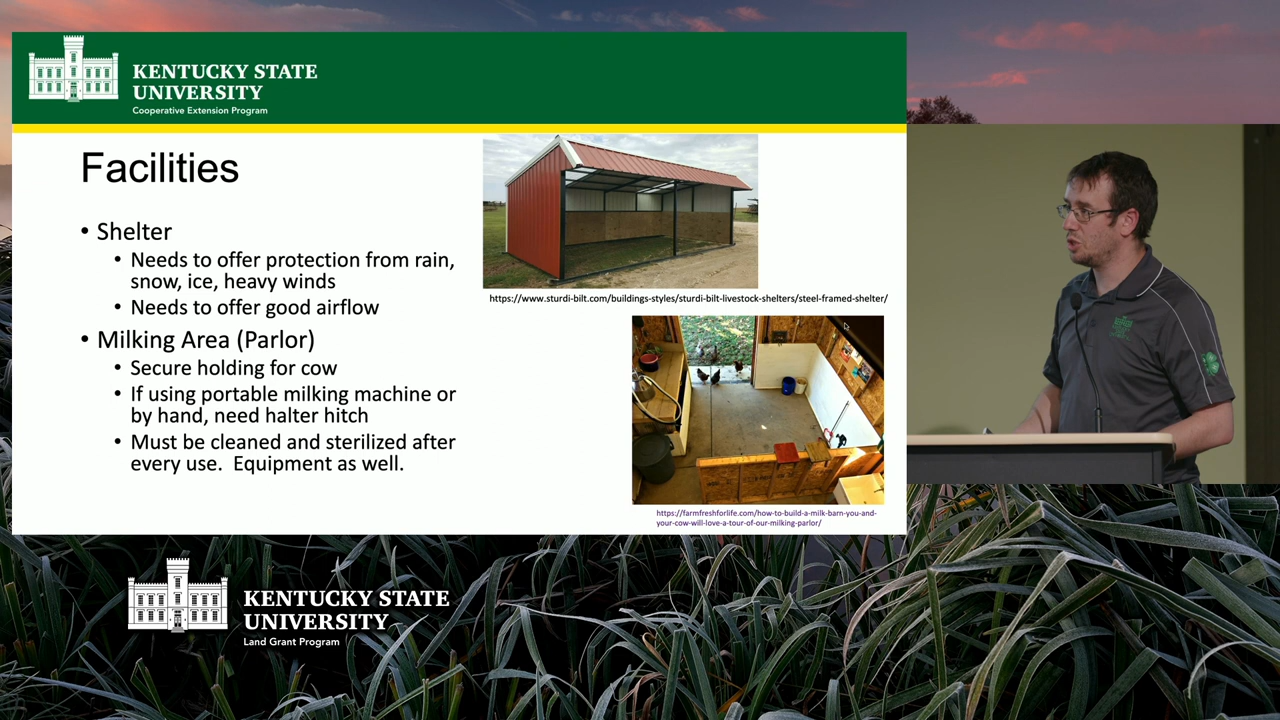 KENTUCKY STATE
UNIVERSITY
Cooperative Extension Program
Facilities
• Shelter
• Needs to offer protection from rain,
snow, ice, heavy winds
• Needs to offer good airflow
• Milking Area (Parlor)
• Secure holding for cow
• If using portable milking machine or
by hand, need halter hitch
• Must be cleaned and sterilized after
every use. Equipment as well.
https://www.sturdi-bilt.com/buildings-styles/sturdi-bilt-livestock-shelters/steel-framed-shelter/
https://farmfreshforlife.com/how-to-build-a-milk-barn-you-and-
your-cow-will-love-a-tour-of-our-milking-parlor/
KENTUCKY STATE
UNIVERSITY
Land Grant Program